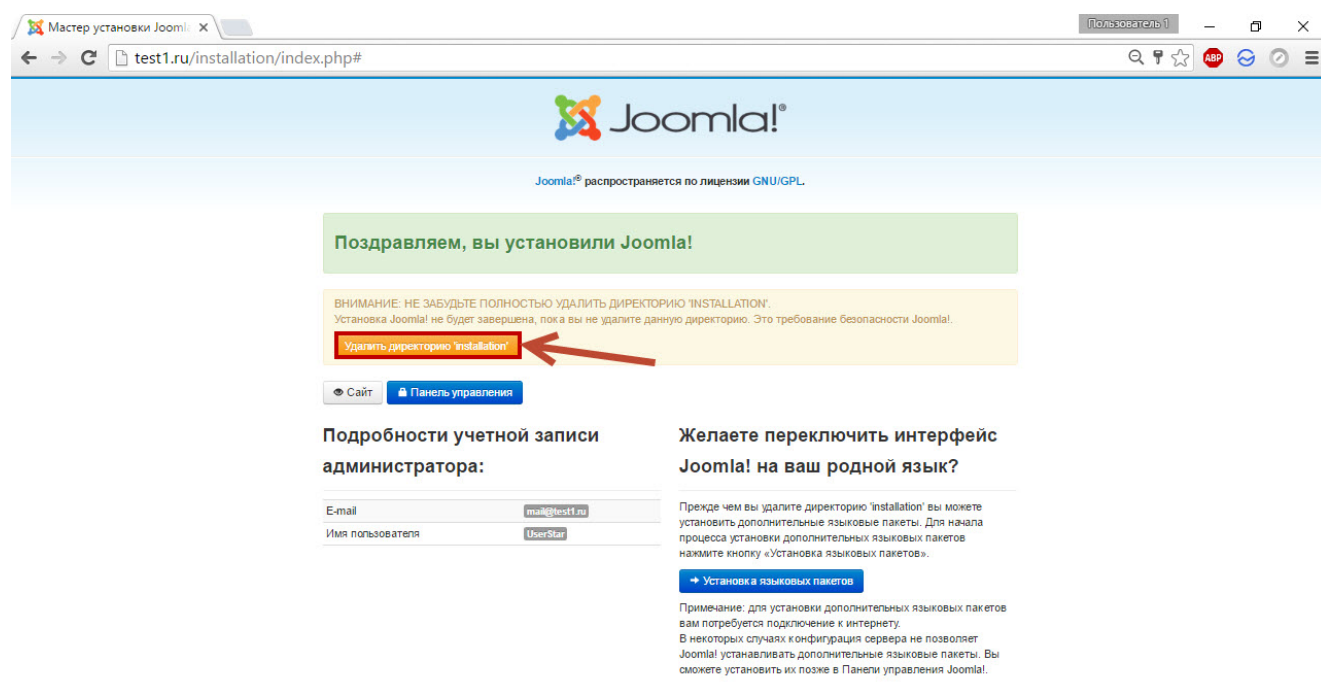 Мастер установки Joomla
Пользователь 1
test1.ru/installation/index.php#
ABP
Joomla!®
Joomla!® распространяется по лицензии GNU/GPL.
Поздравляем, вы установили Joomla!
ВНИМАНИЕ: НЕ ЗАБУДЬТЕ ПОЛНОСТЬЮ УДАЛИТЬ ДИРЕКТОРИЮ 'INSTALLATION'.
Установка Joomla! не будет завершена, пока вы не удалите данную директорию. Это требование безопасности Joomla!.
Удалить директорию 'installation'
Сайт
Панель управления
Подробности учетной записи
администратора:
E-mail
mail@test1.ru
Имя пользователя
UserStar
Желаете переключить интерфейс
Joomla! на ваш родной язык?
Прежде чем вы удалите директорию 'installation' вы можете
установить дополнительные языковые пакеты. Для начала
процесса установки дополнительных языковых пакетов
нажмите кнопку «Установка языковых пакетов».
Установка языковых пакетов
Примечание: для установки дополнительных языковых пакетов
вам потребуется подключение к интернету.
В некоторых случаях конфигурация сервера не позволяет
Joomla! устанавливать дополнительные языковые пакеты. Вы
сможете установить их позже в Панели управления Joomla!.